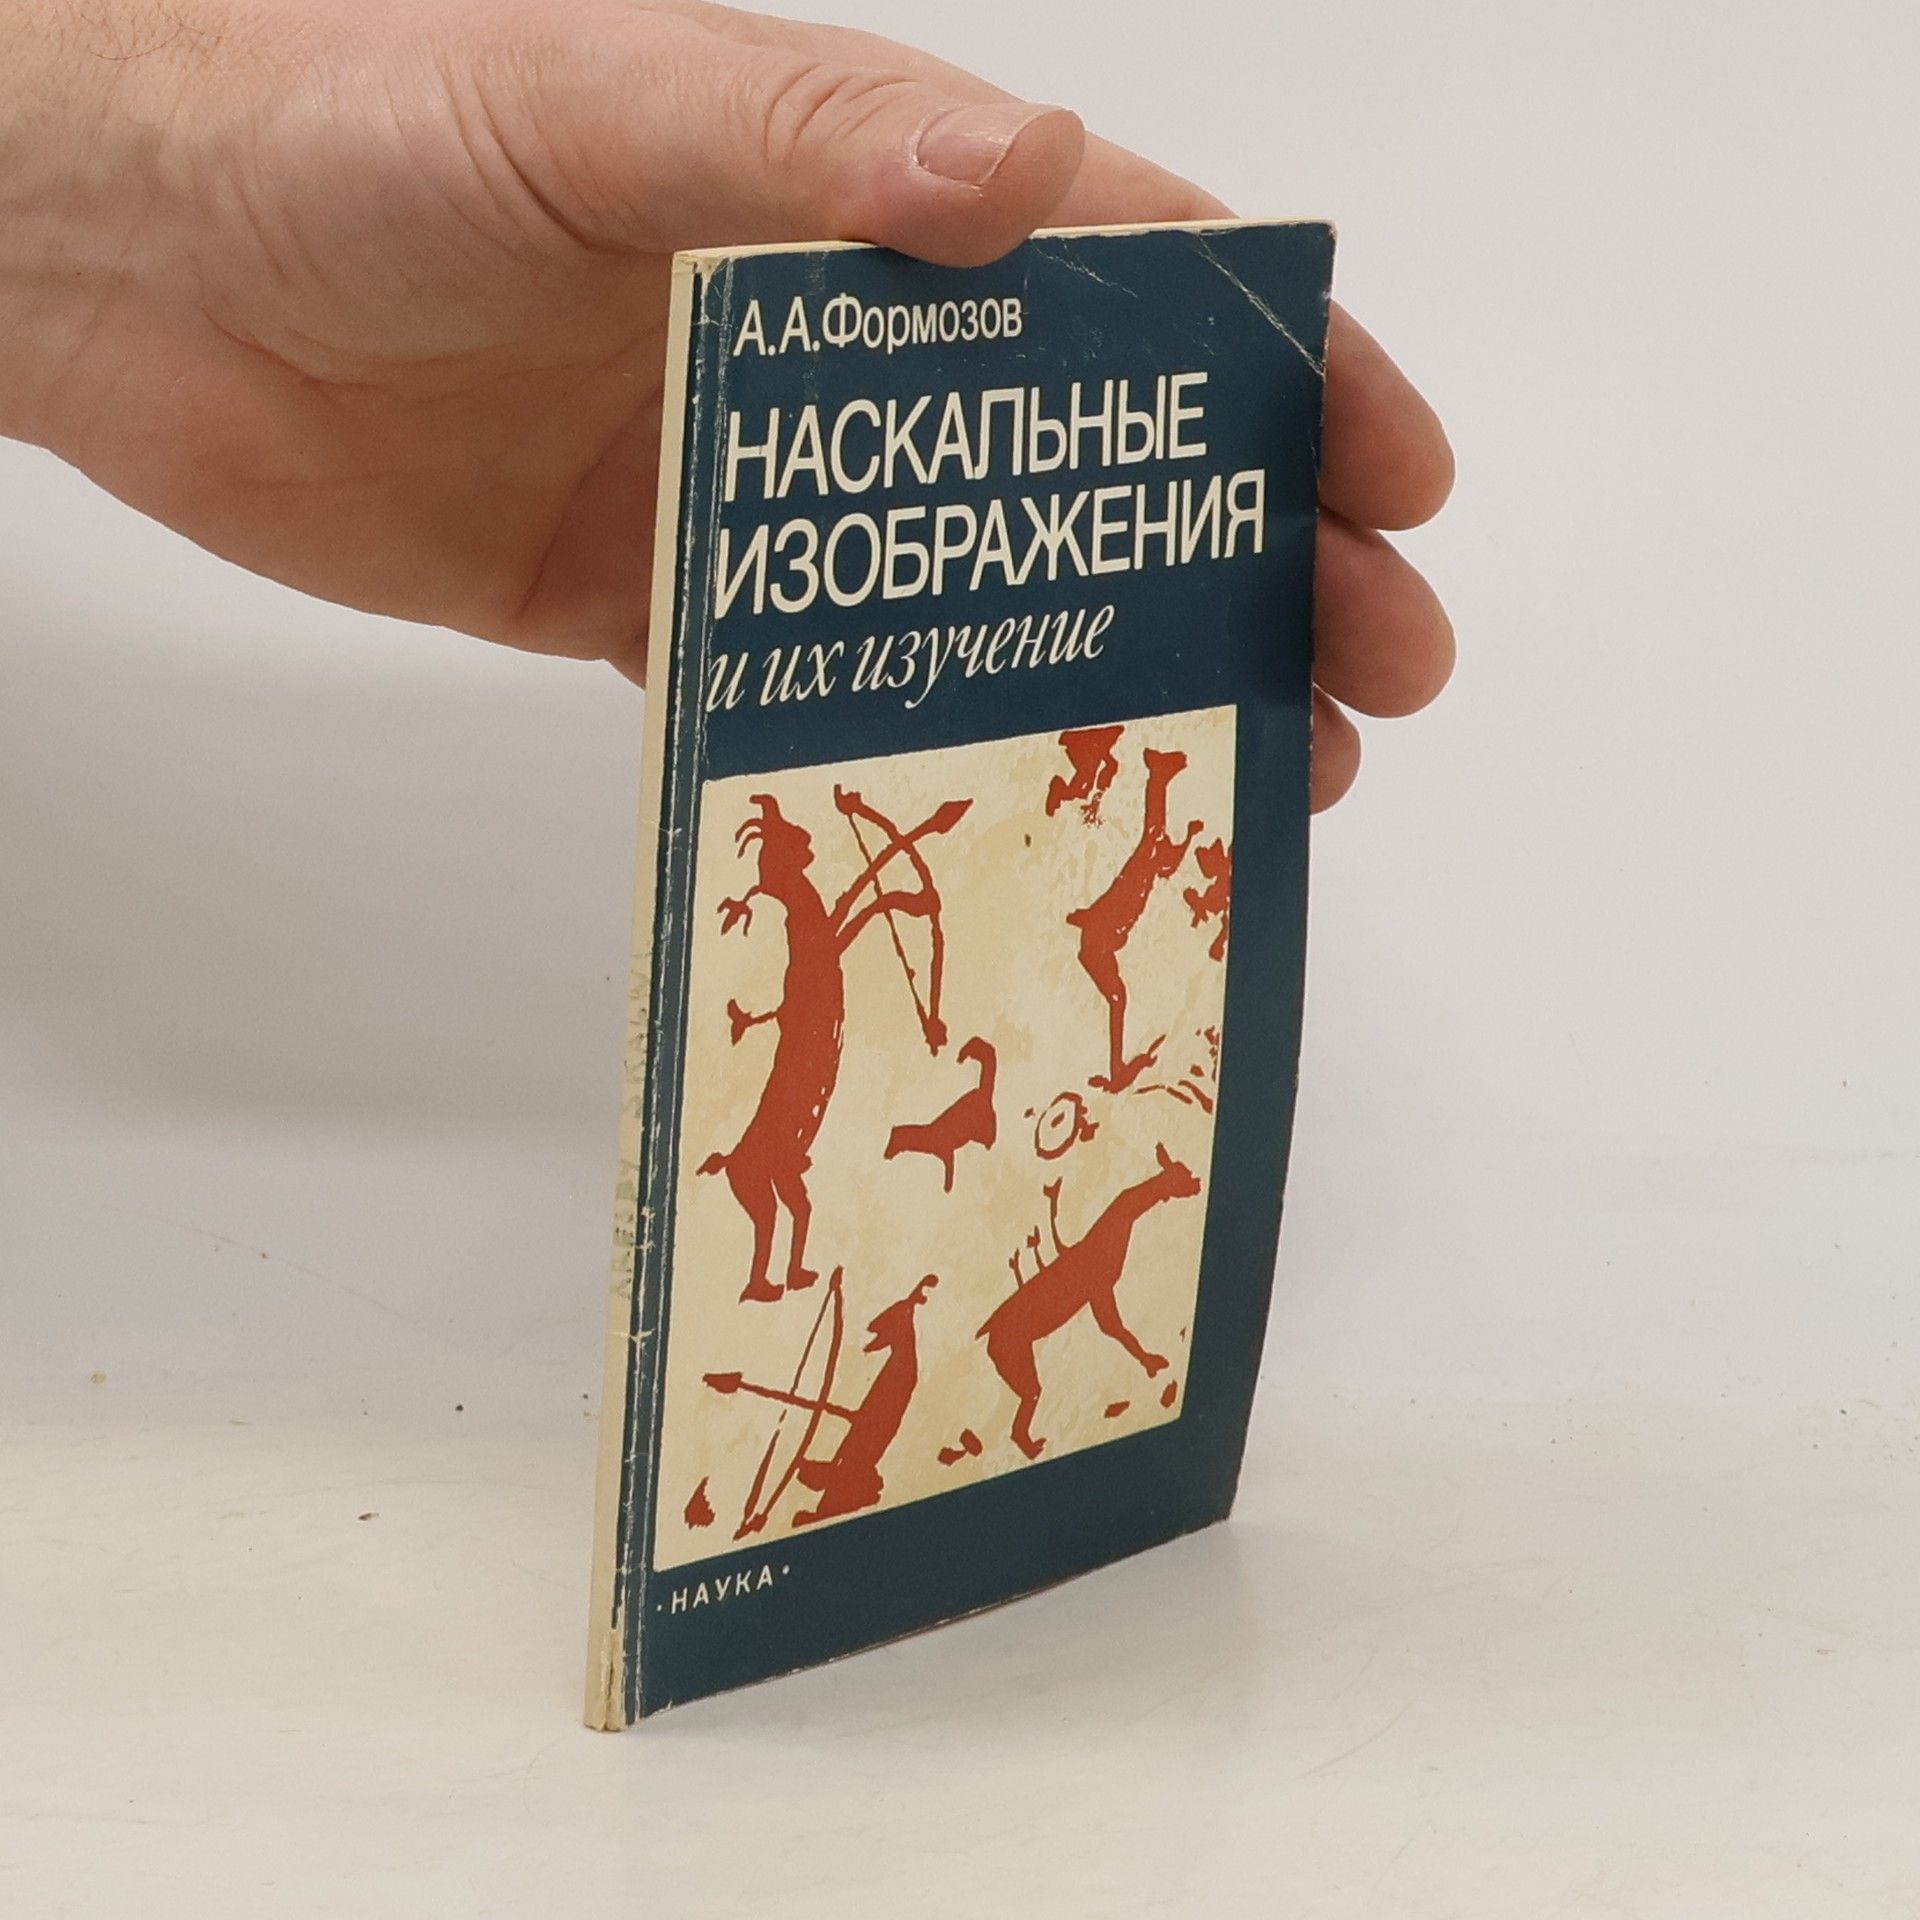 А.А.Формозов
НАСКАЛЬНЫЕ
ИЗОБРАЖЕНИЯ
и их изучение
·НАУКА·